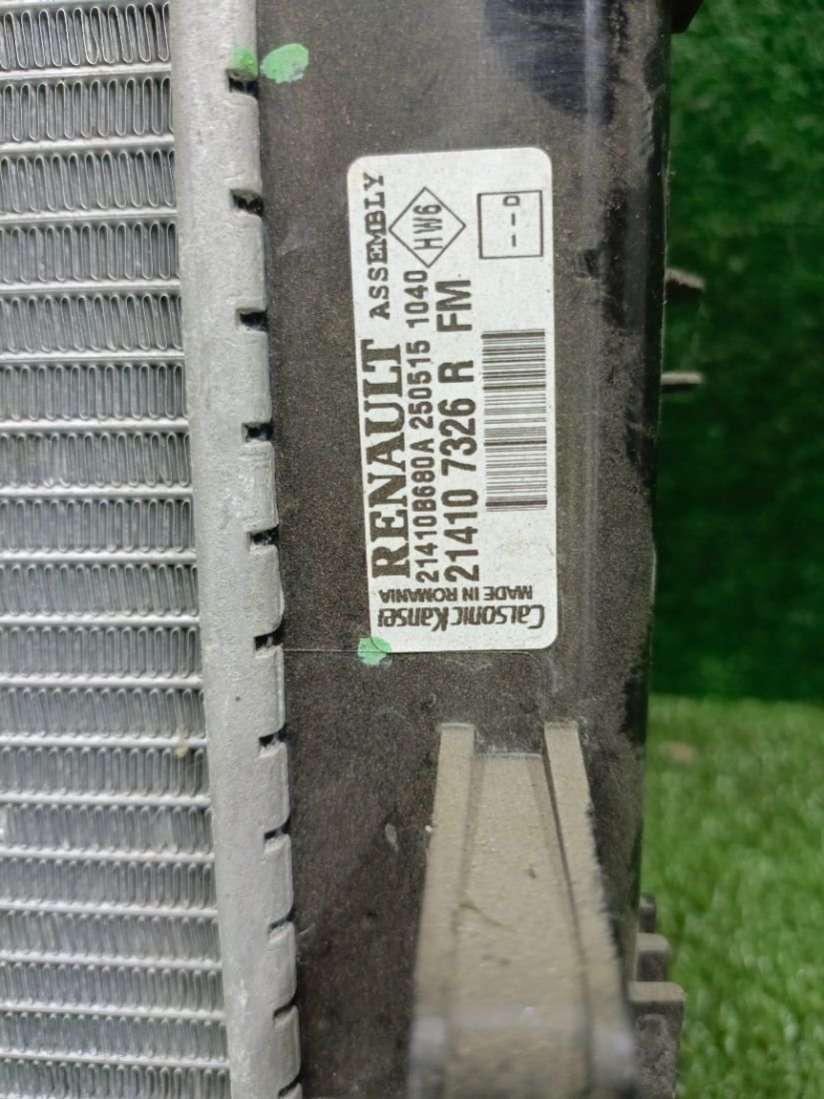 RENAULT ASSEMBLY
21410B680A 250515 1040
21410 7326 R FM
HW6
--D
CalsonicKansei
MADE IN ROMANIA